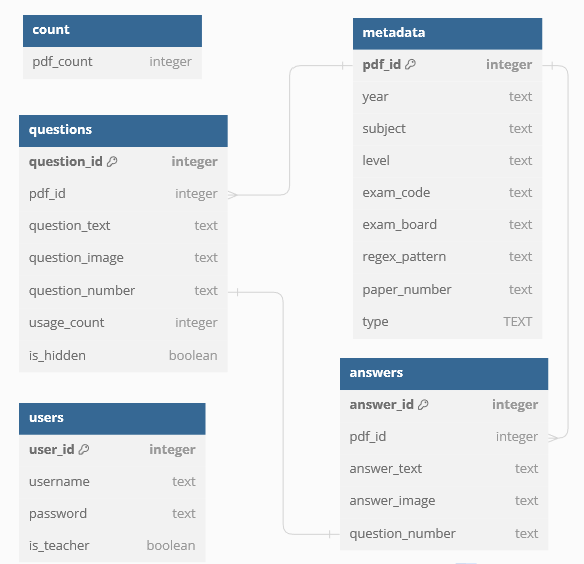 count
pdf_count integer
questions
question_id integer
pdf_id integer
question_text text
question_image text
question_number text
usage_count integer
is_hidden boolean
users
user_id integer
username text
password text
is_teacher boolean
metadata
pdf_id integer
year text
subject text
level text
exam_code text
exam_board text
regex_pattern text
paper_number text
type TEXT
answers
answer_id integer
pdf_id integer
answer_text text
answer_image text
question_number text